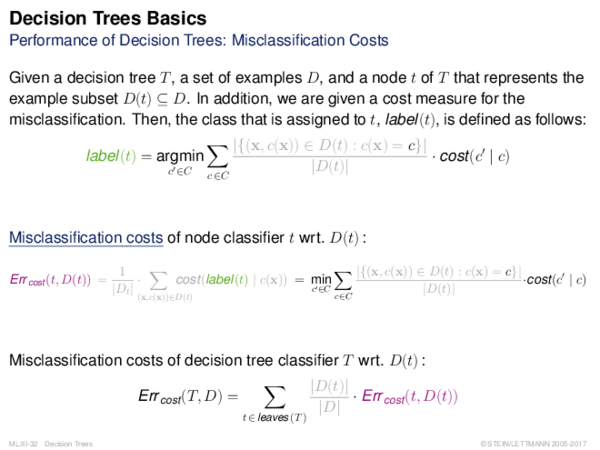 Decision Trees Basics
Performance of Decision Trees: Misclassification Costs
Given a decision tree T, a set of examples D, and a node t of T that represents the
example subset D(t) ⊆ D. In addition, we are given a cost measure for the
misclassification. Then, the class that is assigned to t, label(t), is defined as follows:
label(t) = argmin_{c′∈C} ∑_{c∈C} |{(x, c(x)) ∈ D(t) : c(x) = c}| / |D(t)| · cost(c′ | c)
Misclassification costs of node classifier t wrt. D(t) :
Err_cost(t, D(t)) = 1/|D_t| · ∑_{(x,c(x))∈D(t)} cost(label(t) | c(x)) = min_{c′∈C} ∑_{c∈C} |{(x, c(x)) ∈ D(t) : c(x) = c}| / |D(t)| · cost(c′ | c)
Misclassification costs of decision tree classifier T wrt. D(t) :
Err_cost(T, D) = ∑_{t ∈ leaves(T)} |D(t)| / |D| · Err_cost(t, D(t))
ML:III-32 Decision Trees © STEIN/LETTMANN 2005-2017